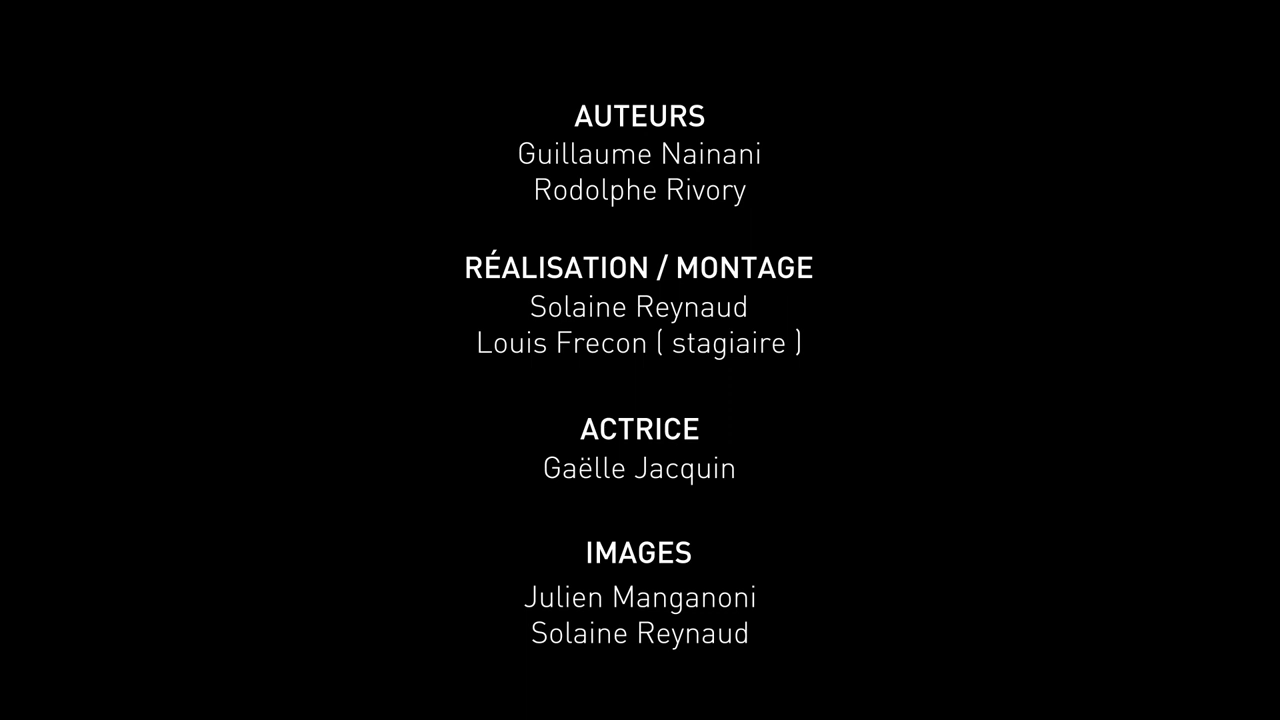 AUTEURS
Guillaume Nainani
Rodolphe Rivory
RÉALISATION / MONTAGE
Solaine Reynaud
Louis Frecon ( stagiaire )
ACTRICE
Gaëlle Jacquin
IMAGES
Julien Manganoni
Solaine Reynaud